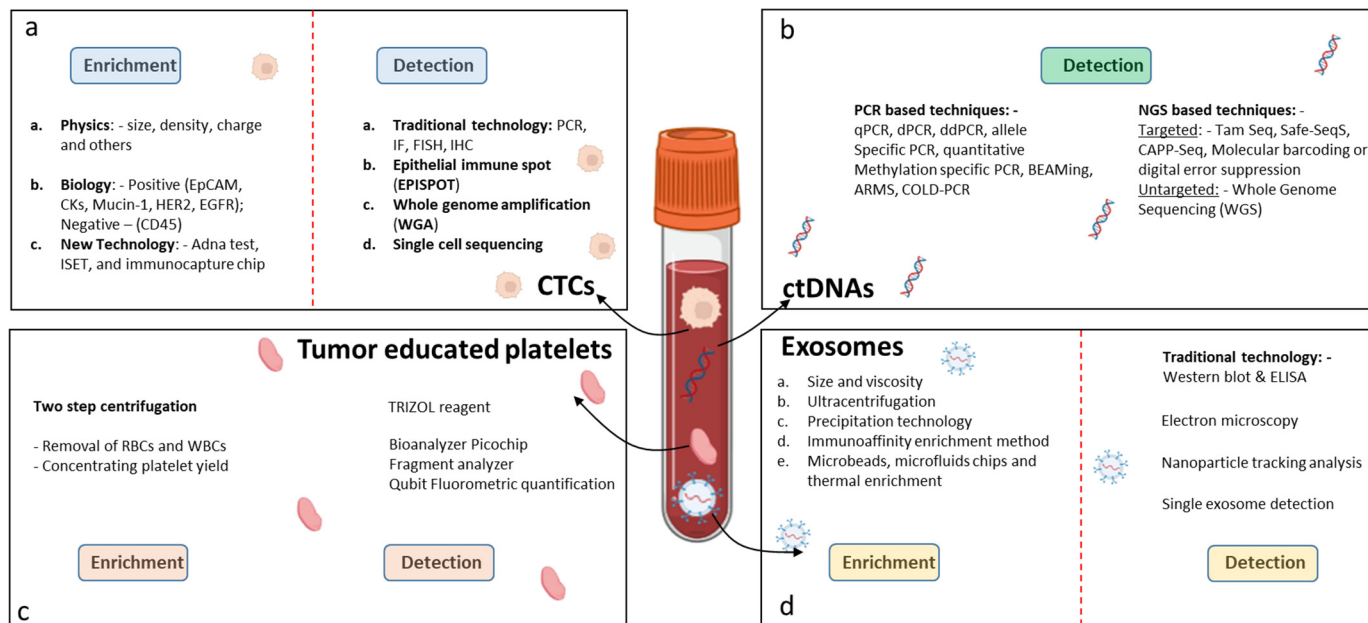 a
Enrichment
a. Physics: - size, density, charge
and others
b. Biology: - Positive (EpCAM,
CKs, Mucin-1, HER2, EGFR);
Negative – (CD45)
c. New Technology: - Adna test,
ISET, and immunocapture chip
Detection
a. Traditional technology: PCR,
IF, FISH, IHC
b. Epithelial immune spot
(EPISPOT)
c. Whole genome amplification
(WGA)
d. Single cell sequencing
CTCs
b
Detection
PCR based techniques: -
qPCR, dPCR, ddPCR, allele
Specific PCR, quantitative
Methylation specific PCR, BEAMing,
ARMS, COLD-PCR
NGS based techniques: -
Targeted: - Tam Seq, Safe-SeqS,
CAPP-Seq, Molecular barcoding or
digital error suppression
Untargeted: - Whole Genome
Sequencing (WGS)
ctDNAs
Tumor educated platelets
Two step centrifugation
- Removal of RBCs and WBCs
- Concentrating platelet yield
Enrichment
TRIZOL reagent
Bioanalyzer Picochip
Fragment analyzer
Qubit Fluorometric quantification
Detection
c
Exosomes
a. Size and viscosity
b. Ultracentrifugation
c. Precipitation technology
d. Immunoaffinity enrichment method
e. Microbeads, microfluids chips and
thermal enrichment
Enrichment
Traditional technology: -
Western blot & ELISA
Electron microscopy
Nanoparticle tracking analysis
Single exosome detection
Detection
d